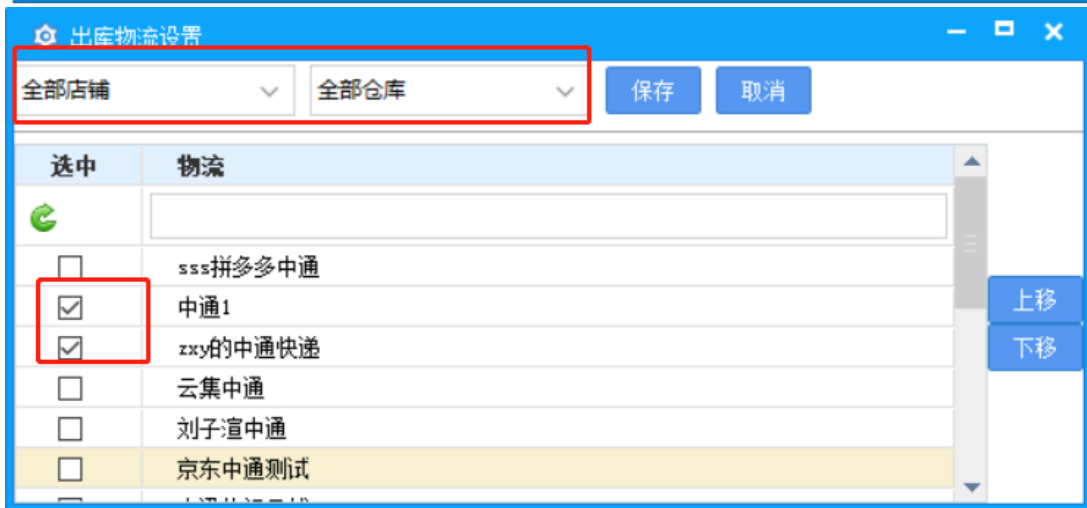 出库物流设置
全部店铺 全部仓库 保存 取消
选中 物流
sss拼多多中通
中通1
上移
zxy的中通快递
下移
云集中通
刘子渲中通
京东中通测试